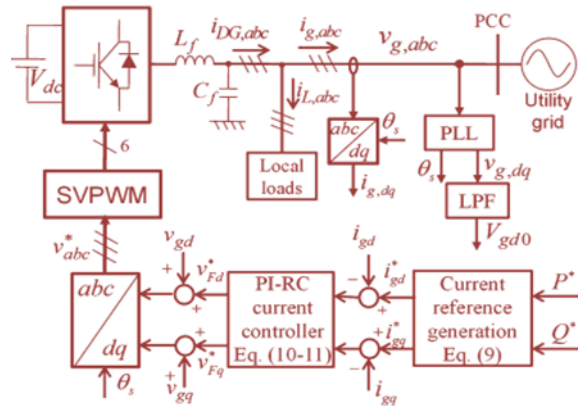 V_dc
L_f
C_f
i_DG,abc
i_g,abc
i_L,abc
v_g,abc
PCC
Utility
grid
6
SVPWM
v*_abc
Local
loads
abc
dq
θ_s
i_g,dq
PLL
θ_s
v_g,dq
LPF
V_gd0
abc
dq
θ_s
v_gd
+
+
v*_Fd
+
+
v*_Fq
v_gq
PI-RC
current
controller
Eq. (10-11)
i_gd
−
+
i*_gd
+
−
i*_gq
i_gq
Current
reference
generation
Eq. (9)
P*
Q*